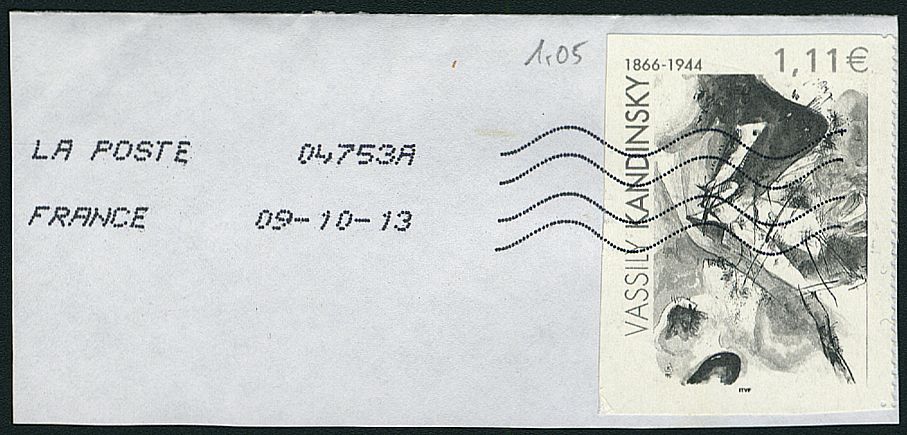 1,05
1,11€
1866-1944
VASSILY KANDINSKY
LA POSTE 04753A
FRANCE 09-10-13
ITVF